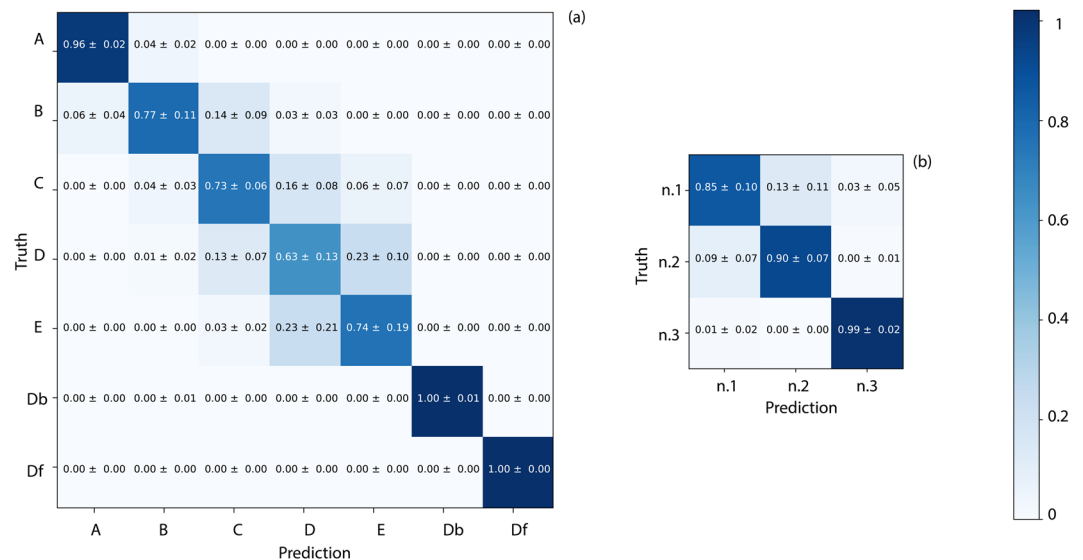 (a)
A 0.96 ± 0.02 0.04 ± 0.02 0.00 ± 0.00 0.00 ± 0.00 0.00 ± 0.00 0.00 ± 0.00 0.00 ± 0.00
B 0.06 ± 0.04 0.77 ± 0.11 0.14 ± 0.09 0.03 ± 0.03 0.00 ± 0.00 0.00 ± 0.00 0.00 ± 0.00
C 0.00 ± 0.00 0.04 ± 0.03 0.73 ± 0.06 0.16 ± 0.08 0.06 ± 0.07 0.00 ± 0.00 0.00 ± 0.00
D 0.00 ± 0.00 0.01 ± 0.02 0.13 ± 0.07 0.63 ± 0.13 0.23 ± 0.10 0.00 ± 0.00 0.00 ± 0.00
E 0.00 ± 0.00 0.00 ± 0.00 0.03 ± 0.02 0.23 ± 0.21 0.74 ± 0.19 0.00 ± 0.00 0.00 ± 0.00
Db 0.00 ± 0.00 0.00 ± 0.01 0.00 ± 0.00 0.00 ± 0.00 0.00 ± 0.00 1.00 ± 0.01 0.00 ± 0.00
Df 0.00 ± 0.00 0.00 ± 0.00 0.00 ± 0.00 0.00 ± 0.00 0.00 ± 0.00 0.00 ± 0.00 1.00 ± 0.00
A B C D E Db Df
Prediction
Truth
(b)
n.1 0.85 ± 0.10 0.13 ± 0.11 0.03 ± 0.05
n.2 0.09 ± 0.07 0.90 ± 0.07 0.00 ± 0.01
n.3 0.01 ± 0.02 0.00 ± 0.00 0.99 ± 0.02
n.1 n.2 n.3
Prediction
Truth
1
0.8
0.6
0.4
0.2
0